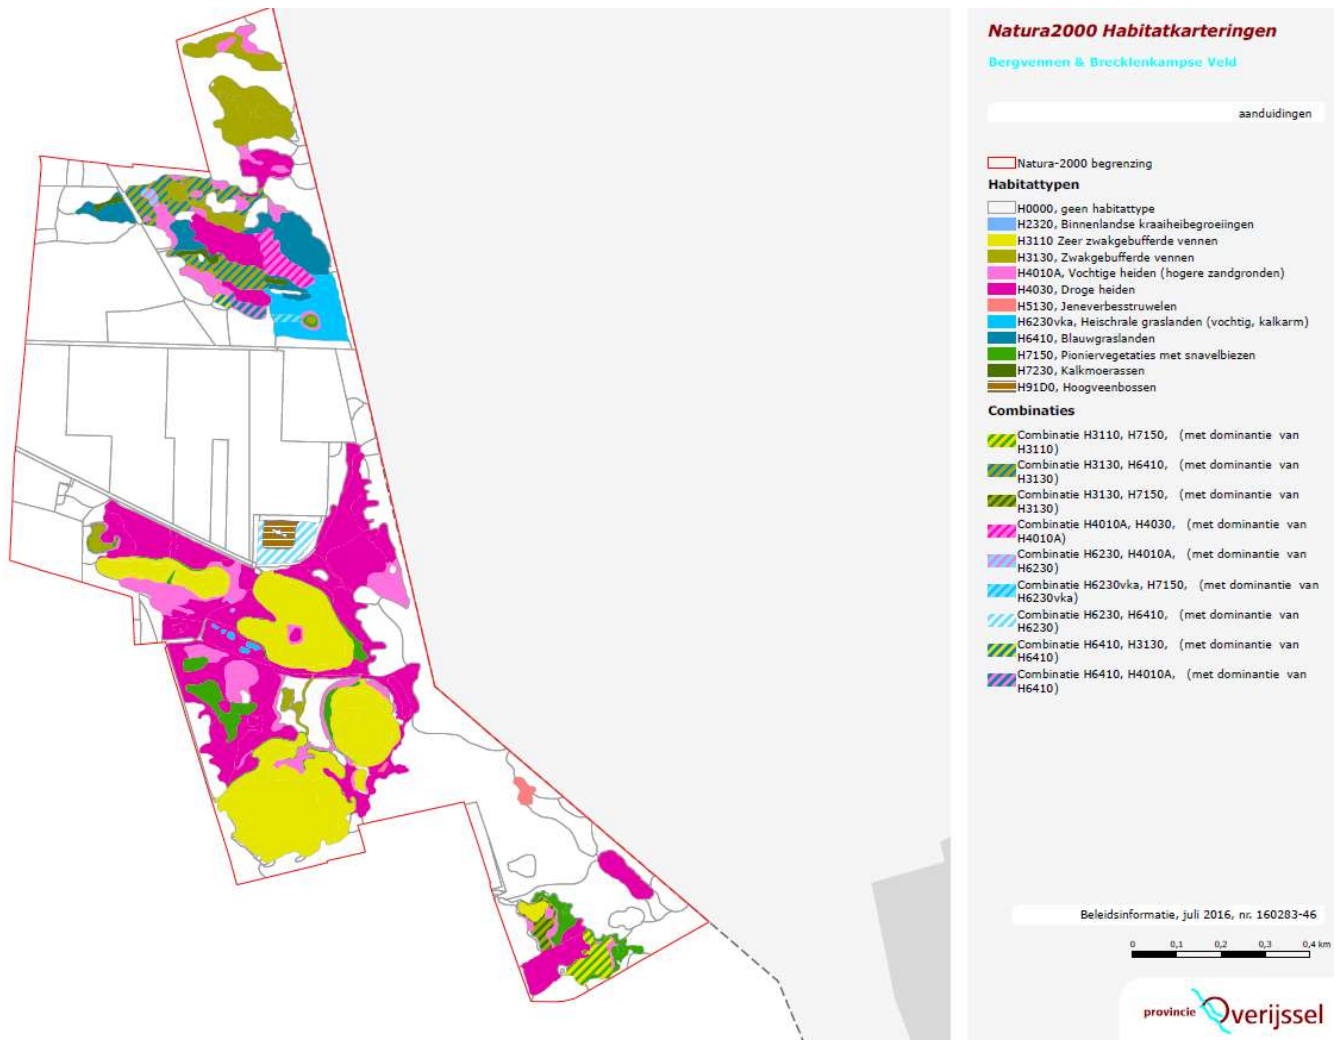 Natura2000 Habitatkarteringen
Bergvennen & Brecklenkampse Veld
aanduidingen
Natura-2000 begrenzing
Habitattypen
H0000, geen habitattype
H2320, Binnenlandse kraaiheibegroeiingen
H3110 Zeer zwakgebufferde vennen
H3130, Zwakgebufferde vennen
H4010A, Vochtige heiden (hogere zandgronden)
H4030, Droge heiden
H5130, Jeneverbesstruwelen
H6230vka, Heischrale graslanden (vochtig, kalkarm)
H6410, Blauwgraslanden
H7150, Pioniervegetaties met snavelbiezen
H7230, Kalkmoerassen
H91D0, Hoogveenbossen
Combinaties
Combinatie H3110, H7150, (met dominantie van
H3110)
Combinatie H3130, H6410, (met dominantie van
H3130)
Combinatie H3130, H7150, (met dominantie van
H3130)
Combinatie H4010A, H4030, (met dominantie van
H4010A)
Combinatie H6230, H4010A, (met dominantie van
H6230)
Combinatie H6230vka, H7150, (met dominantie van
H6230vka)
Combinatie H6230, H6410, (met dominantie van
H6230)
Combinatie H6410, H3130, (met dominantie van
H6410)
Combinatie H6410, H4010A, (met dominantie van
H6410)
Beleidsinformatie, juli 2016, nr. 160283-46
0 0,1 0,2 0,3 0,4 km
provincie Overijssel